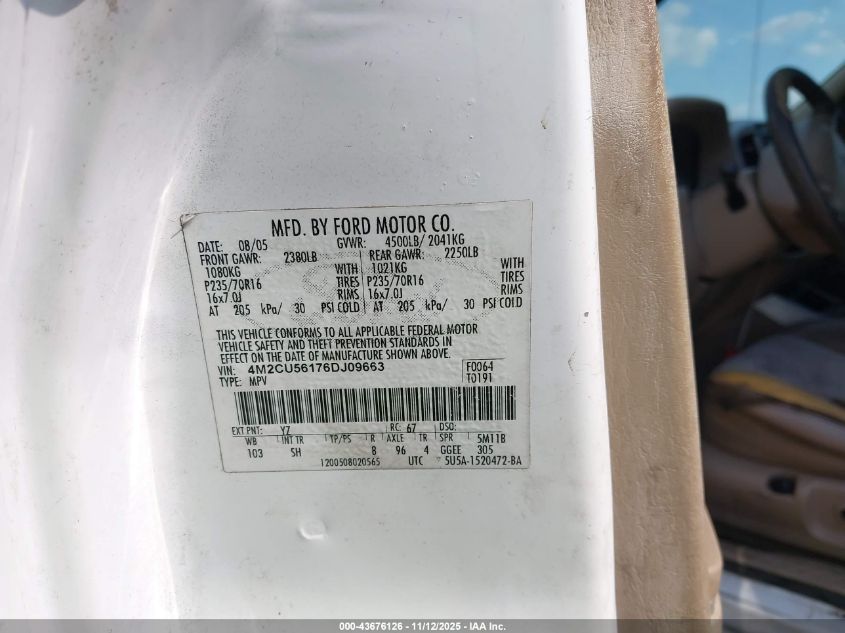 MFD. BY FORD MOTOR CO.
DATE: 08/05 GVWR: 4500LB/ 2041KG
FRONT GAWR: 2380LB REAR GAWR: 2250LB
1080KG WITH 1021KG WITH
P235/70R16 TIRES P235/70R16 TIRES
16x7.0J RIMS 16x7.0J RIMS
AT 205 kPa/ 30 PSI COLD AT 205 kPa/ 30 PSI COLD
THIS VEHICLE CONFORMS TO ALL APPLICABLE FEDERAL MOTOR
VEHICLE SAFETY AND THEFT PREVENTION STANDARDS IN
EFFECT ON THE DATE OF MANUFACTURE SHOWN ABOVE.
VIN: 4M2CU56176DJ09663 F0064
TYPE: MPV T0191
EXT PNT: YZ RC: 67 DSO:
WB INT TR TP/PS R AXLE TR SPR 5M11B
103 5H 8 96 4 GGEE 305
1200508020565 UTC 5U5A-1520472-BA
000-43676126 - 11/12/2025 - IAA Inc.